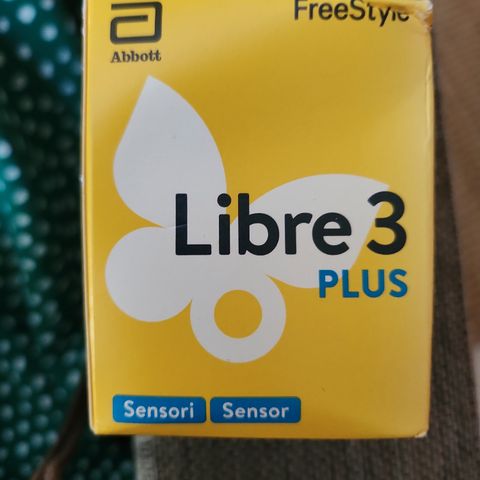 FreeStyle
Abbott
Libre 3
PLUS
Sensori Sensor